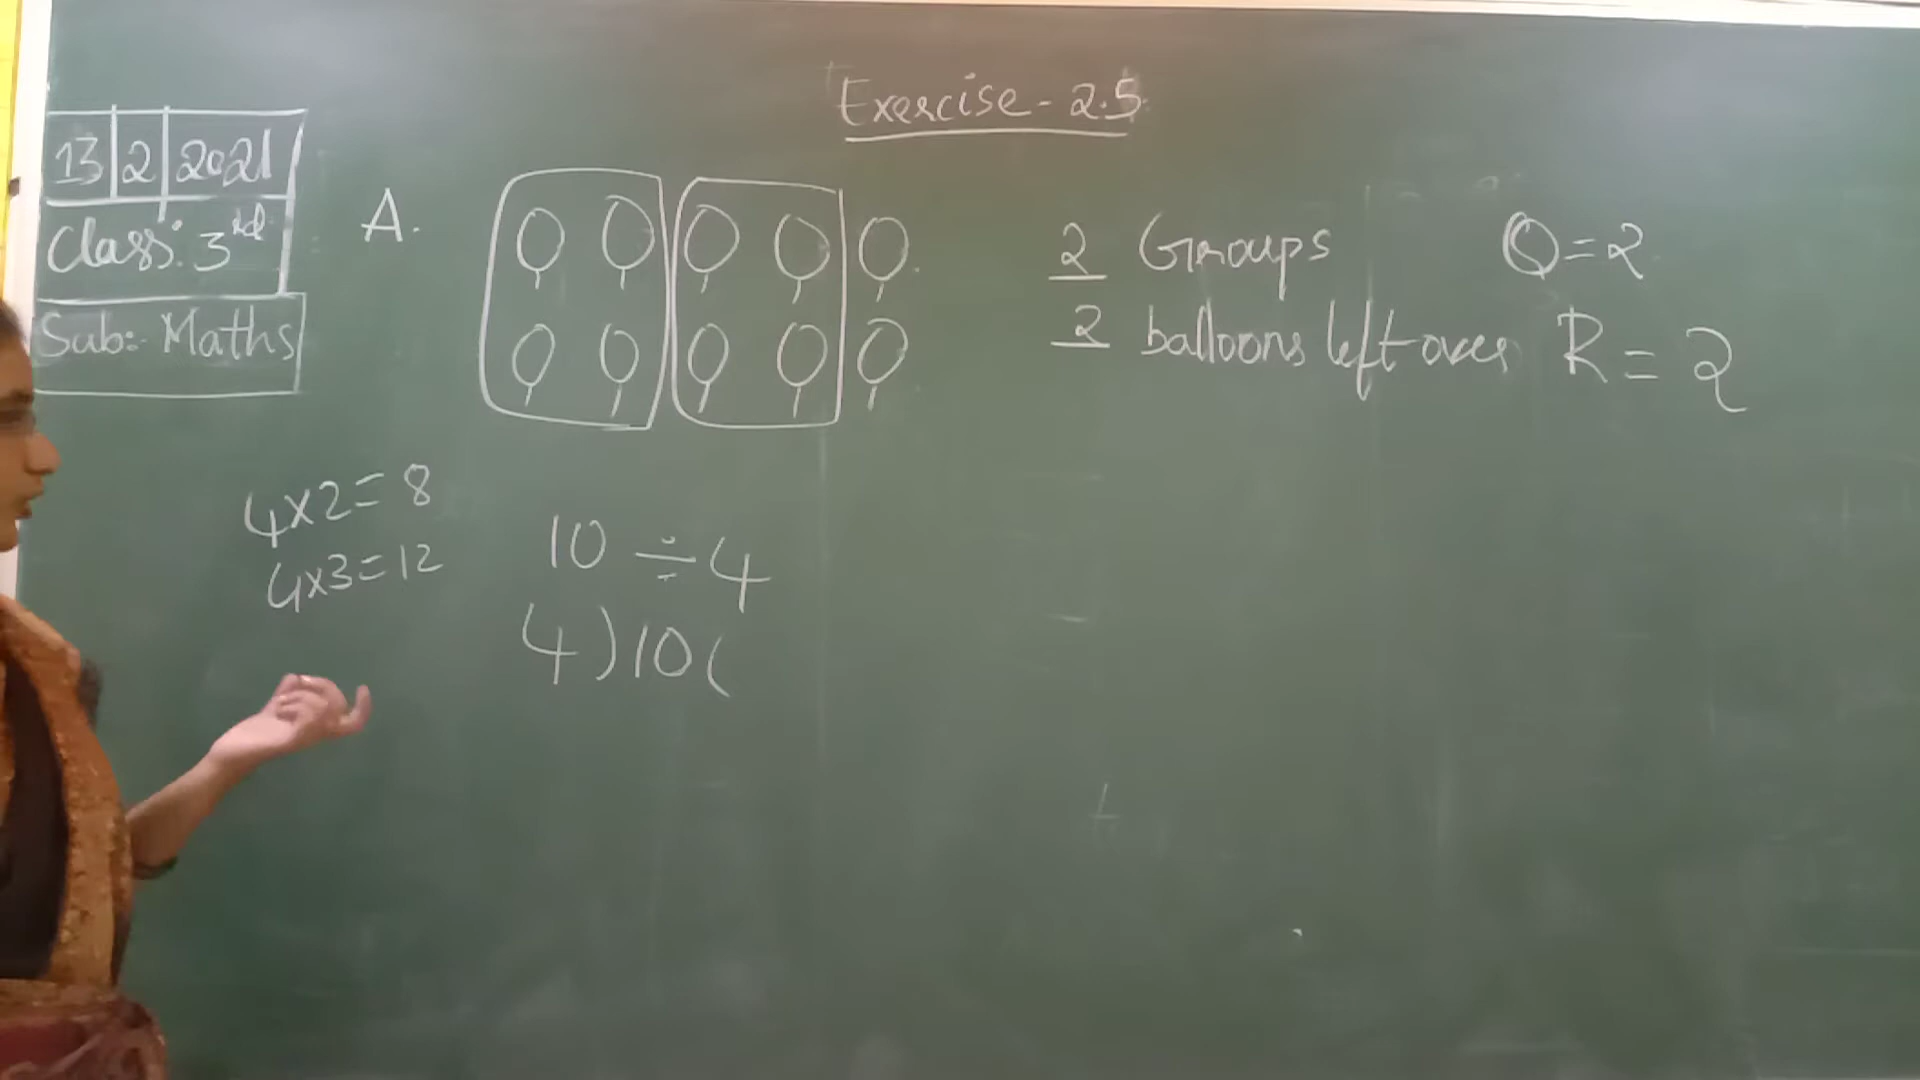 Exercise - 2.5
13|2|2021
Class: 3rd
Sub:- Maths
A.
2 Groups Q=2
2 balloons left over R = 2
4x2=8
4x3=12
10 ÷ 4
4)10(